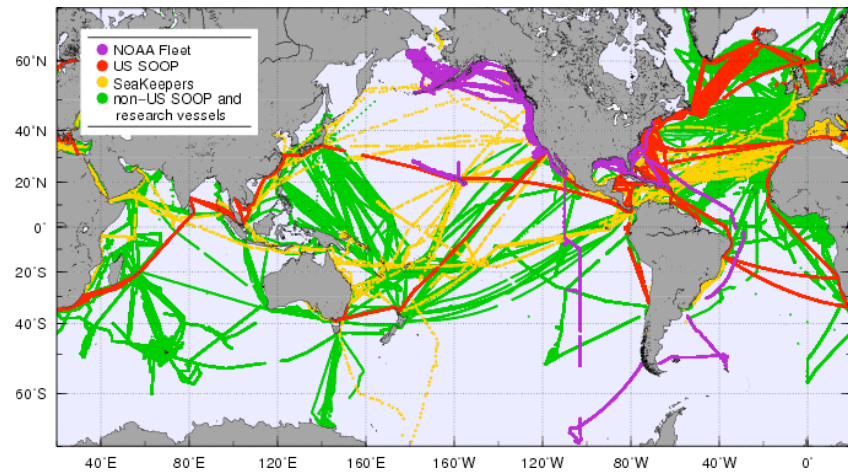 NOAA Fleet
US SOOP
SeaKeepers
non-US SOOP and
research vessels
60°N
40°N
20°N
0°
20°S
40°S
60°S
40°E 80°E 120°E 160°E 160°W 120°W 80°W 40°W 0°